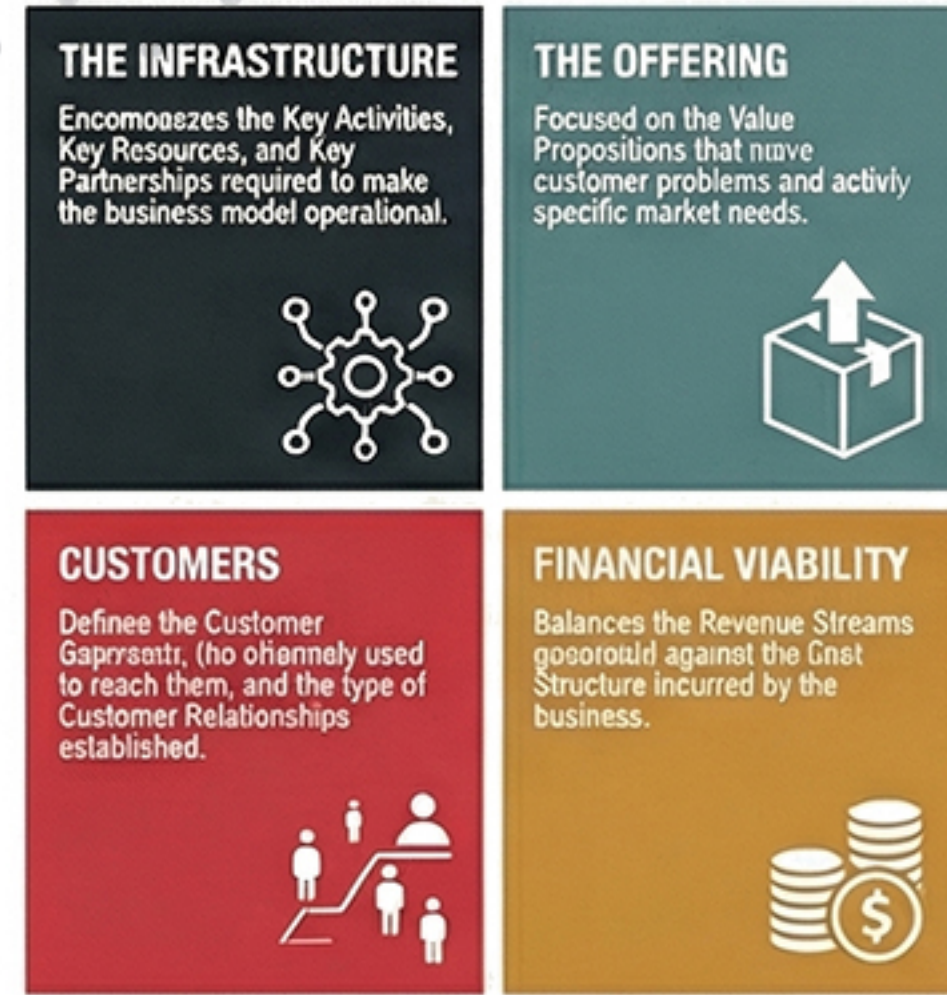 THE INFRASTRUCTURE
the Key Activities,
Key Resources, and Key
Partnerships required to make
the business model operational.
THE OFFERING
Focused on the Value
Propositions that
customer problems and
specific market needs.
CUSTOMERS
Definee the Customer
used
to reach them, and the type of
Customer Relationships
established.
FINANCIAL VIABILITY
Balances the Revenue Streams
against the
Structure incurred by the
business.
$